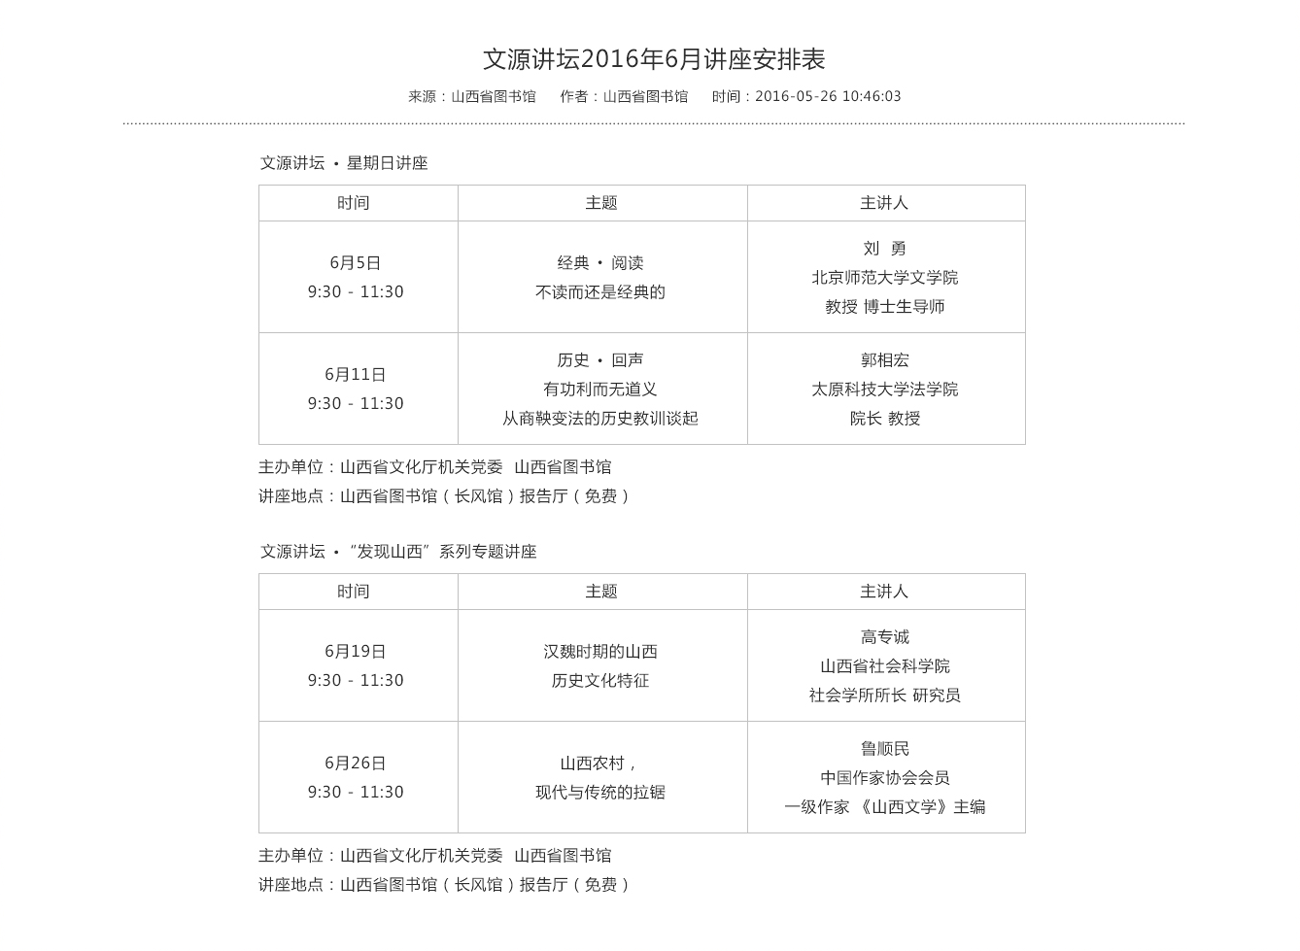 文源讲坛2016年6月讲座安排表
来源：山西省图书馆 作者：山西省图书馆 时间：2016-05-26 10:46:03
文源讲坛 • 星期日讲座
时间 主题 主讲人
6月5日
9:30 - 11:30
经典 • 阅读
不读而还是经典的
刘 勇
北京师范大学文学院
教授 博士生导师
6月11日
9:30 - 11:30
历史 • 回声
有功利而无道义
从商鞅变法的历史教训谈起
郭相宏
太原科技大学法学院
院长 教授
主办单位：山西省文化厅机关党委 山西省图书馆
讲座地点：山西省图书馆（长风馆）报告厅（免费）
文源讲坛 • “发现山西”系列专题讲座
时间 主题 主讲人
6月19日
9:30 - 11:30
汉魏时期的山西
历史文化特征
高专诚
山西省社会科学院
社会学所所长 研究员
6月26日
9:30 - 11:30
山西农村，
现代与传统的拉锯
鲁顺民
中国作家协会会员
一级作家 《山西文学》主编
主办单位：山西省文化厅机关党委 山西省图书馆
讲座地点：山西省图书馆（长风馆）报告厅（免费）